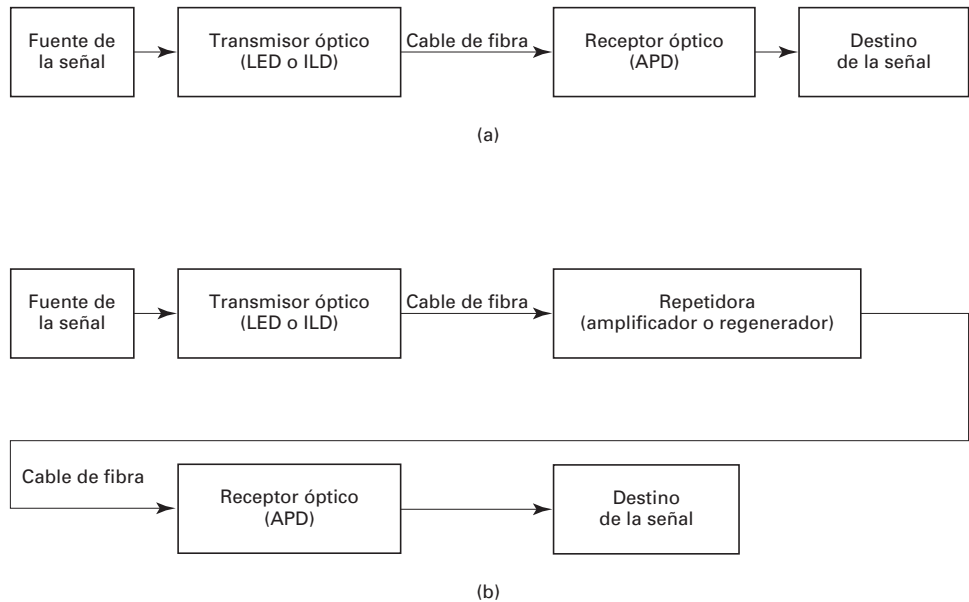 Fuente de
la señal
Transmisor óptico
(LED o ILD)
Cable de fibra
Receptor óptico
(APD)
Destino
de la señal
(a)
Fuente de
la señal
Transmisor óptico
(LED o ILD)
Cable de fibra
Repetidora
(amplificador o regenerador)
Cable de fibra
Receptor óptico
(APD)
Destino
de la señal
(b)